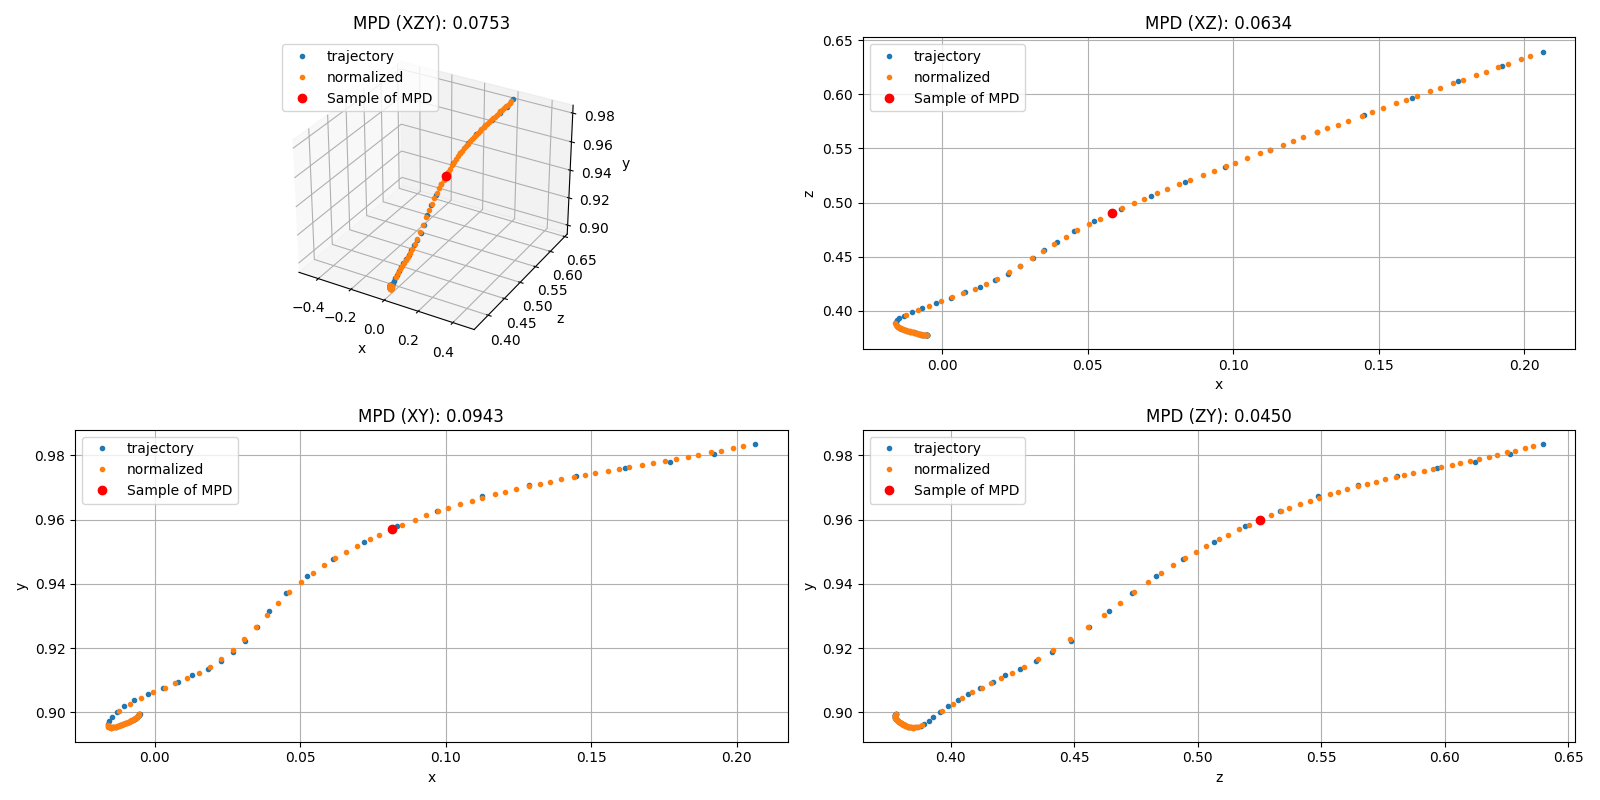 MPD (XZY): 0.0753
trajectory
normalized
Sample of MPD
0.98
0.96
0.94
0.92
0.90
y
0.65
0.60
0.55
0.50
0.45
0.40
z
−0.4
−0.2
0.0
0.2
0.4
x
MPD (XZ): 0.0634
trajectory
normalized
Sample of MPD
0.65
0.60
0.55
0.50
0.45
0.40
z
0.00 0.05 0.10 0.15 0.20
x
MPD (XY): 0.0943
trajectory
normalized
Sample of MPD
0.98
0.96
0.94
0.92
0.90
y
0.00 0.05 0.10 0.15 0.20
x
MPD (ZY): 0.0450
trajectory
normalized
Sample of MPD
0.98
0.96
0.94
0.92
0.90
y
0.40 0.45 0.50 0.55 0.60 0.65
z